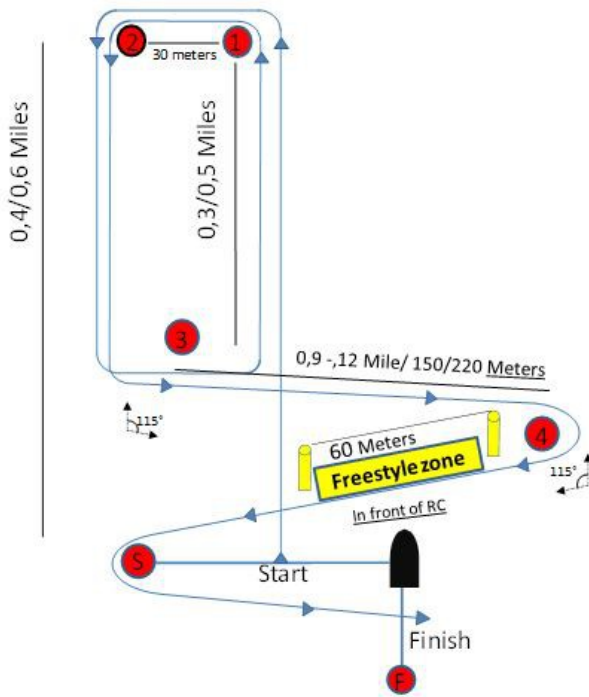 2
1
30 meters
0,4/0,6 Miles
0,3/0,5 Miles
3
0,9 -,12 Mile/ 150/220 Meters
115°
4
60 Meters
Freestyle zone
115°
In front of RC
S
Start
Finish
F